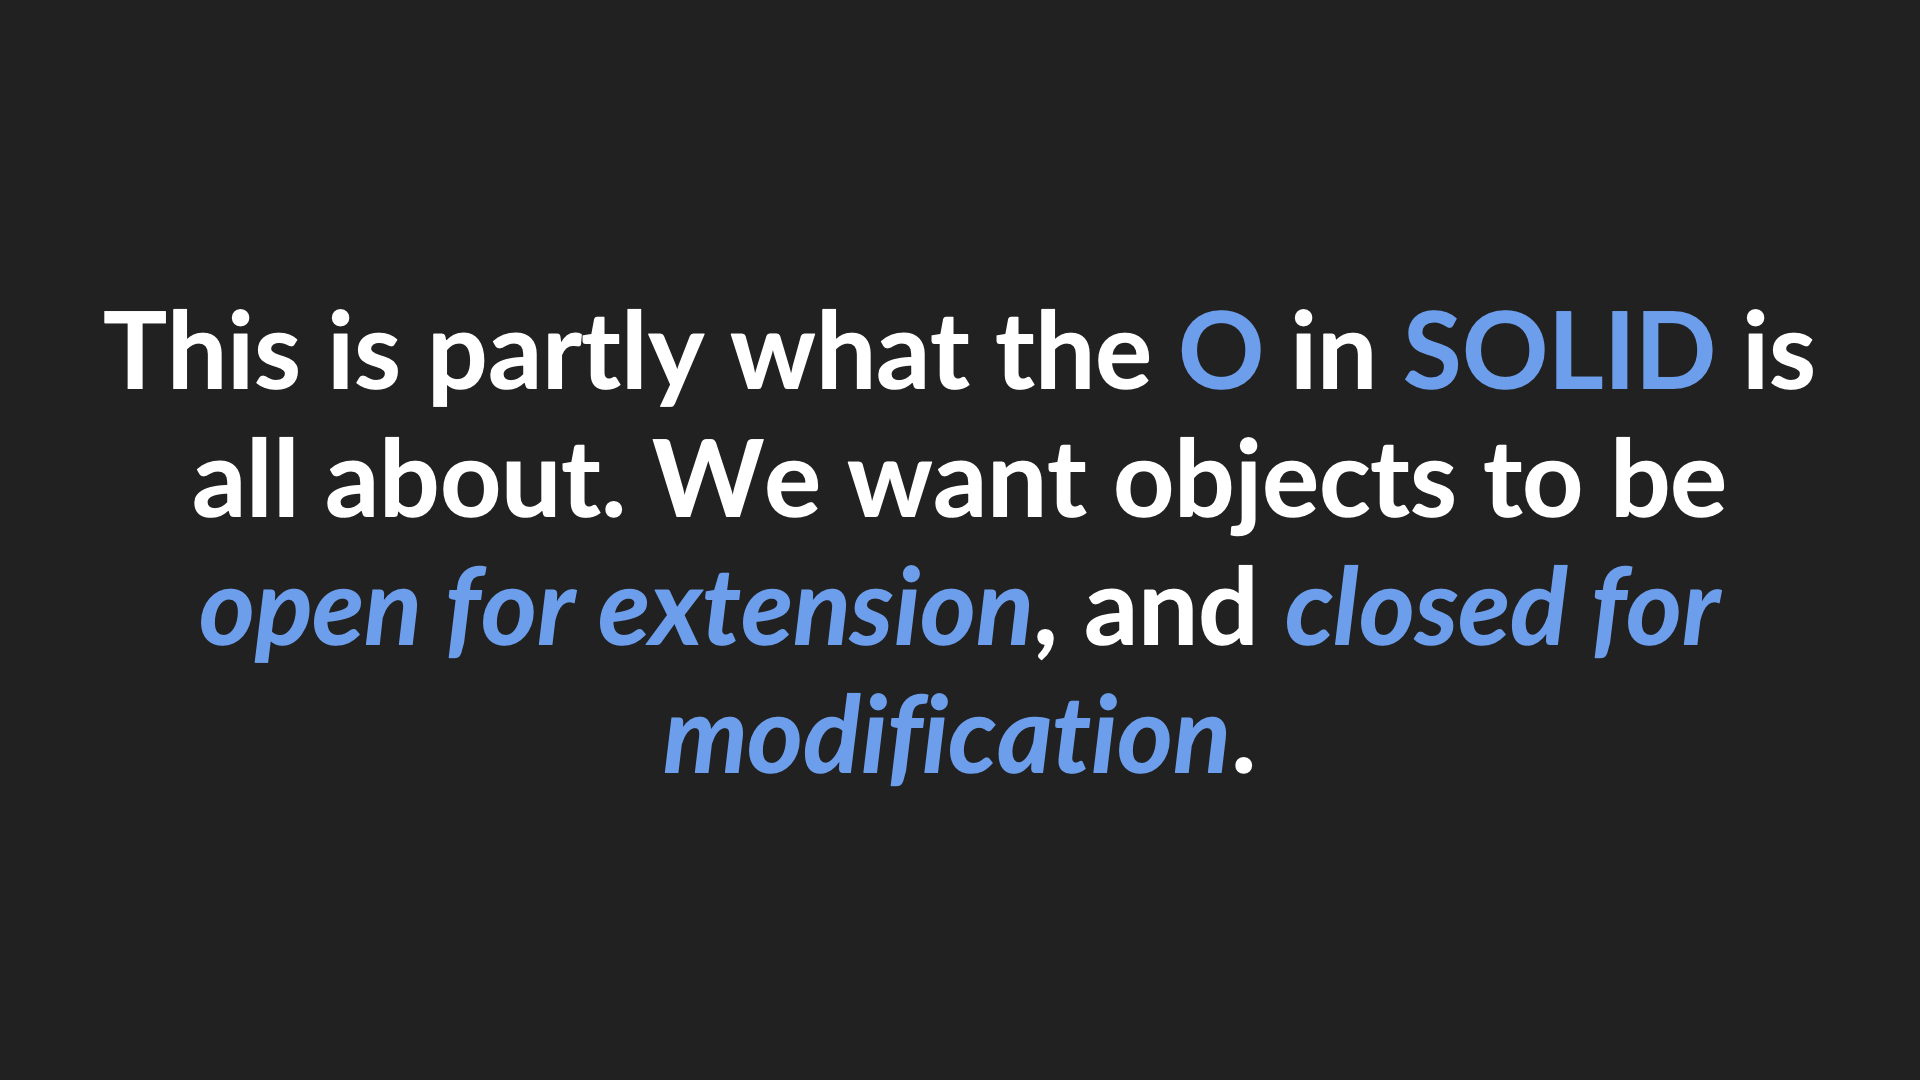 This is partly what the O in SOLID is
all about. We want objects to be
open for extension, and closed for
modification.